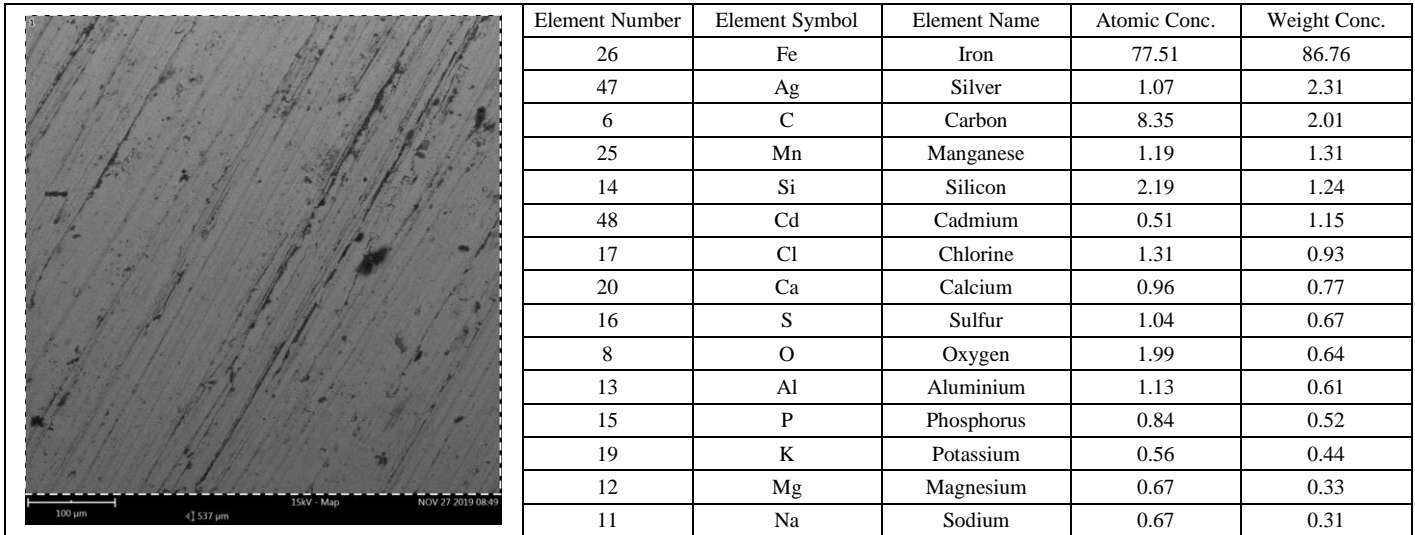 1
15kV - Map
NOV 27 2019 08:49
100 µm
537 µm
Element Number Element Symbol Element Name Atomic Conc. Weight Conc.
26 Fe Iron 77.51 86.76
47 Ag Silver 1.07 2.31
6 C Carbon 8.35 2.01
25 Mn Manganese 1.19 1.31
14 Si Silicon 2.19 1.24
48 Cd Cadmium 0.51 1.15
17 Cl Chlorine 1.31 0.93
20 Ca Calcium 0.96 0.77
16 S Sulfur 1.04 0.67
8 O Oxygen 1.99 0.64
13 Al Aluminium 1.13 0.61
15 P Phosphorus 0.84 0.52
19 K Potassium 0.56 0.44
12 Mg Magnesium 0.67 0.33
11 Na Sodium 0.67 0.31